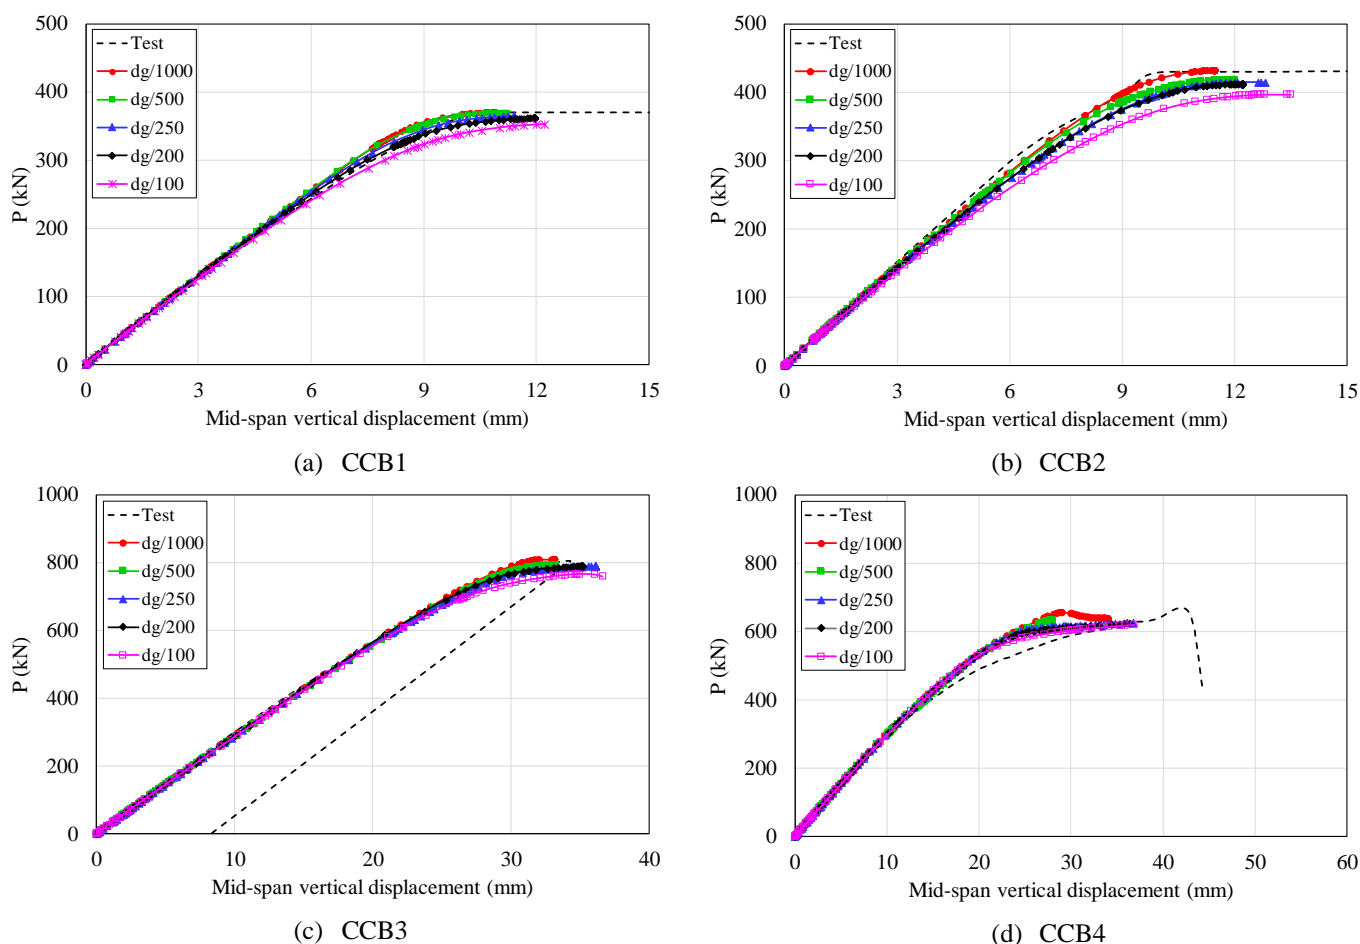 500
400
300
200
100
0
P (kN)
Test
dg/1000
dg/500
dg/250
dg/200
dg/100
0 3 6 9 12 15
Mid-span vertical displacement (mm)
(a) CCB1
500
400
300
200
100
0
P (kN)
Test
dg/1000
dg/500
dg/250
dg/200
dg/100
0 3 6 9 12 15
Mid-span vertical displacement (mm)
(b) CCB2
1000
800
600
400
200
0
P (kN)
Test
dg/1000
dg/500
dg/250
dg/200
dg/100
0 10 20 30 40
Mid-span vertical displacement (mm)
(c) CCB3
1000
800
600
400
200
0
P (kN)
Test
dg/1000
dg/500
dg/250
dg/200
dg/100
0 10 20 30 40 50 60
Mid-span vertical displacement (mm)
(d) CCB4